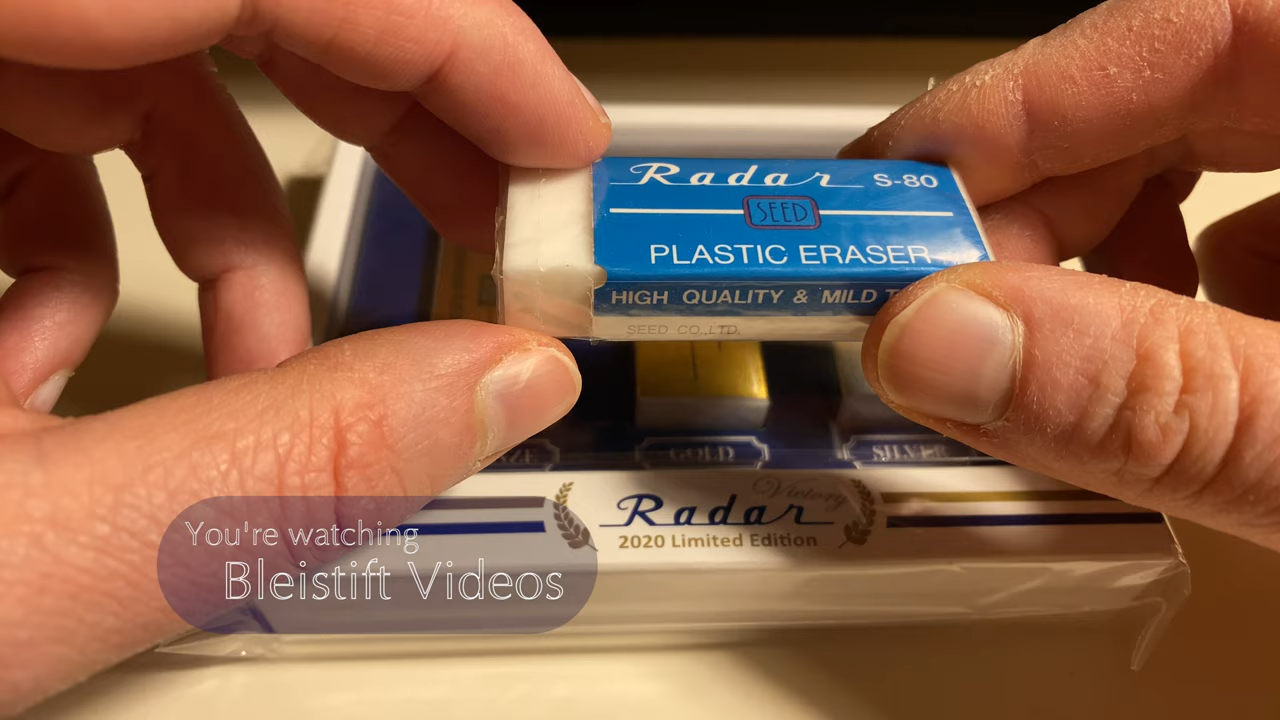 Radar S-80
SEED
PLASTIC ERASER
HIGH QUALITY & MILD
SEED CO.,LTD.
GOLD
SILVER
Victory
Radar
2020 Limited Edition
You're watching
Bleistift Videos